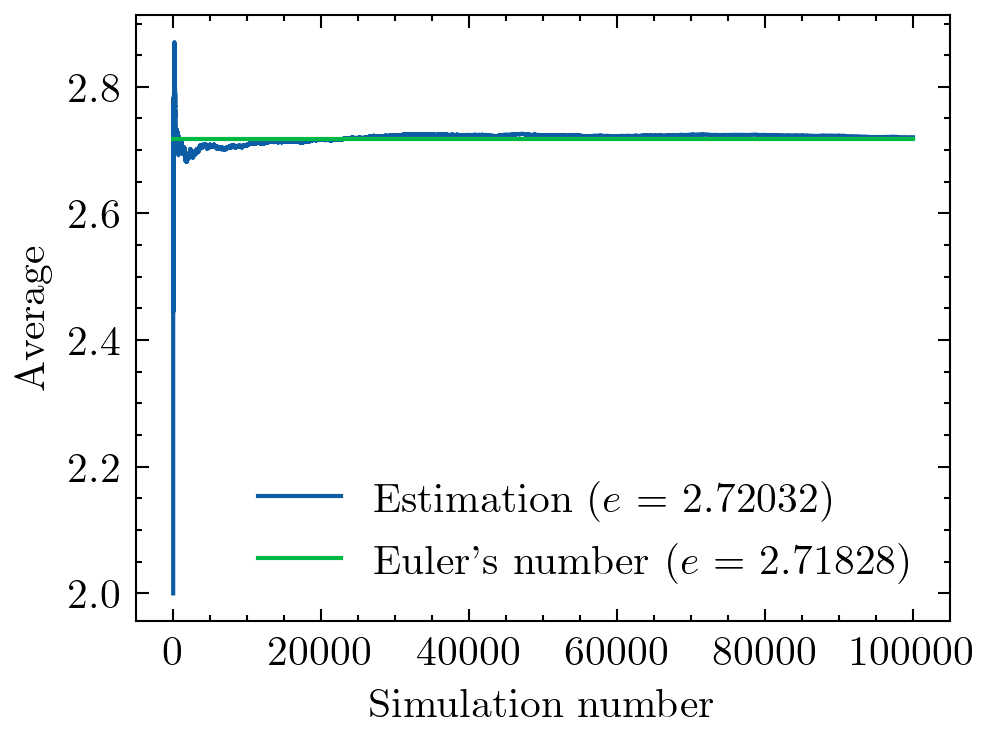 2.8
2.6
2.4
2.2
2.0
Average
Estimation (e = 2.72032)
Euler's number (e = 2.71828)
0 20000 40000 60000 80000 100000
Simulation number